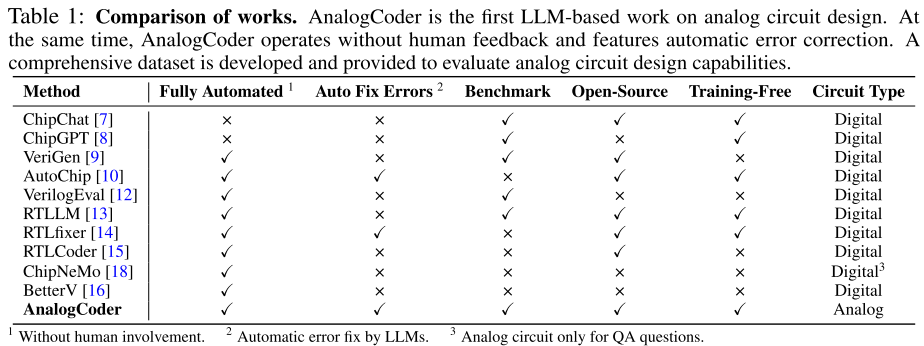 Table 1: Comparison of works. AnalogCoder is the first LLM-based work on analog circuit design. At
the same time, AnalogCoder operates without human feedback and features automatic error correction. A
comprehensive dataset is developed and provided to evaluate analog circuit design capabilities.
Method Fully Automated 1 Auto Fix Errors 2 Benchmark Open-Source Training-Free Circuit Type
ChipChat [7] × × ✓ ✓ ✓ Digital
ChipGPT [8] × × ✓ × ✓ Digital
VeriGen [9] ✓ × ✓ ✓ × Digital
AutoChip [10] ✓ ✓ × ✓ ✓ Digital
VerilogEval [12] ✓ × ✓ × × Digital
RTLLM [13] ✓ × ✓ ✓ ✓ Digital
RTLfixer [14] ✓ ✓ × ✓ ✓ Digital
RTLCoder [15] ✓ × × ✓ × Digital
ChipNeMo [18] ✓ × × × × Digital3
BetterV [16] ✓ × × × × Digital
AnalogCoder ✓ ✓ ✓ ✓ ✓ Analog
1 Without human involvement. 2 Automatic error fix by LLMs. 3 Analog circuit only for QA questions.